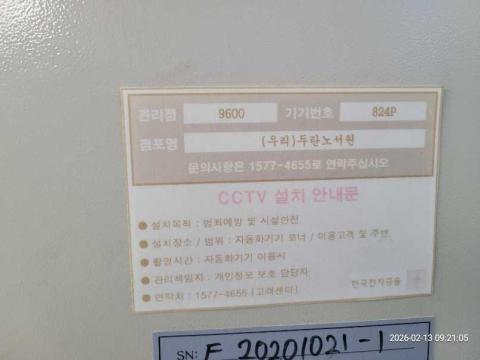 관리점 9600 기기번호 824P
점포명 (우리)두란노서원
문의사항은 1577-4655로 연락주십시오
CCTV 설치 안내문
● 설치목적 : 범죄예방 및 시설안전
● 설치장소 / 범위 : 자동화기기 코너 / 이용고객 및 주변
● 촬영시간 : 자동화기기 이용시
● 관리책임자 : 개인정보 보호 담당자
● 연락처 : 1577-4655 (고객센터)
한국전자금융
SN: F 20201021-1
2026-02-13 09:21:05